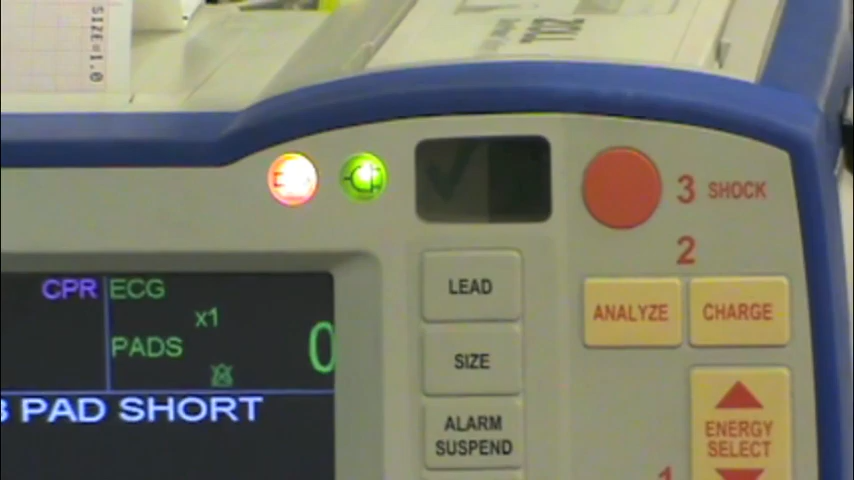 SIZE=1.0
3 SHOCK
2
CPR
ECG
x1
PADS
0
PAD SHORT
LEAD
SIZE
ALARM
SUSPEND
ANALYZE
CHARGE
ENERGY
SELECT
1